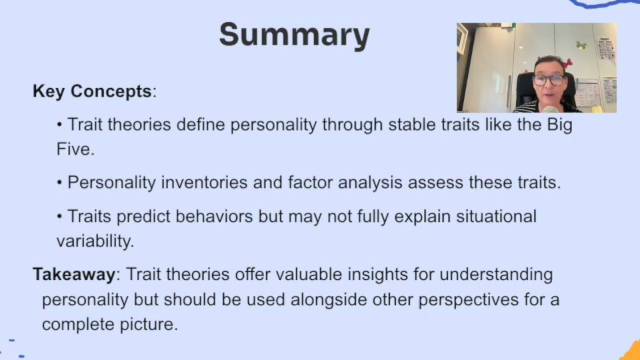 Summary
Key Concepts:
• Trait theories define personality through stable traits like the Big
Five.
• Personality inventories and factor analysis assess these traits.
• Traits predict behaviors but may not fully explain situational
variability.
Takeaway: Trait theories offer valuable insights for understanding
personality but should be used alongside other perspectives for a
complete picture.